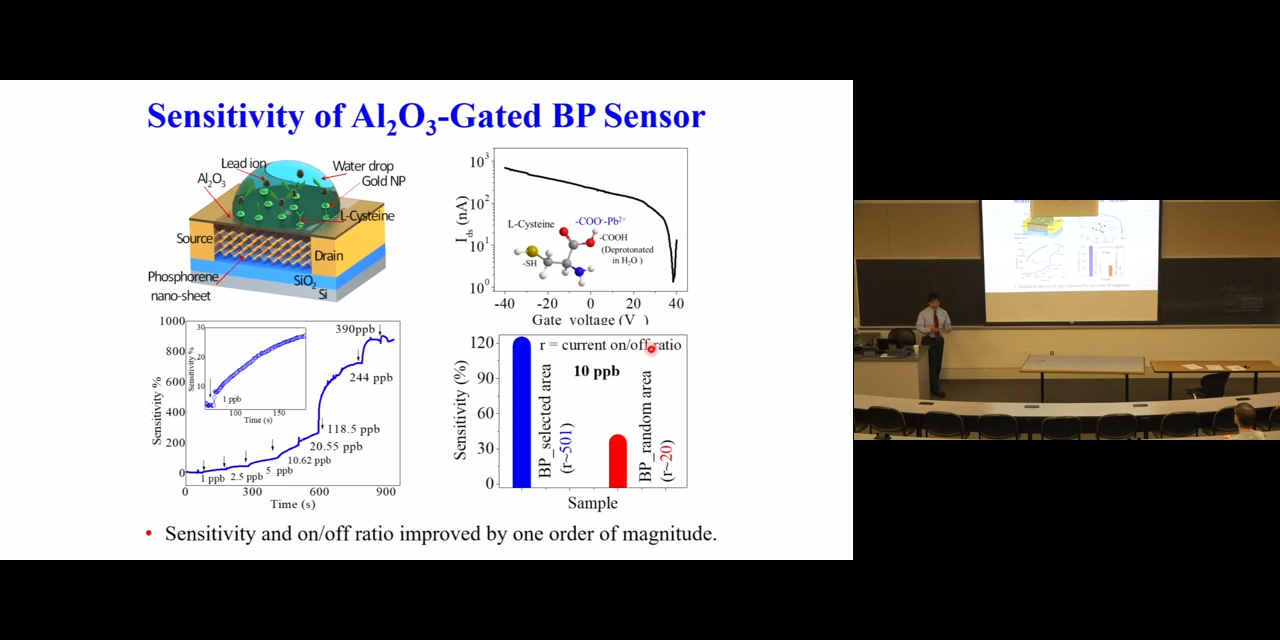 Sensitivity of Al2O3-Gated BP Sensor
Lead ion
Water drop
Al2O3
Gold NP
L-Cysteine
Source
Drain
Phosphorene
nano-sheet
SiO2
Si
10³
10²
10¹
10⁰
Ids (nA)
L-Cysteine
-COO⁻-Pb²⁺
-COOH
(Deprotonated
in H2O )
-SH
-40 -20 0 20 40
Gate voltage (V
1000
800
600
400
200
0
Sensitivity %
30
20
10
Sensitivity %
1 ppb
100 150
Time (s)
390ppb
244 ppb
118.5 ppb
20.55 ppb
10.62 ppb
5 ppb
2.5 ppb
1 ppb
0 300 600 900
Time (s)
120
90
60
30
0
Sensitivity (%)
r = current on/off ratio
10 ppb
BP_selected area
(r~501)
BP_random area
(r~20)
Sample
• Sensitivity and on/off ratio improved by one order of magnitude.